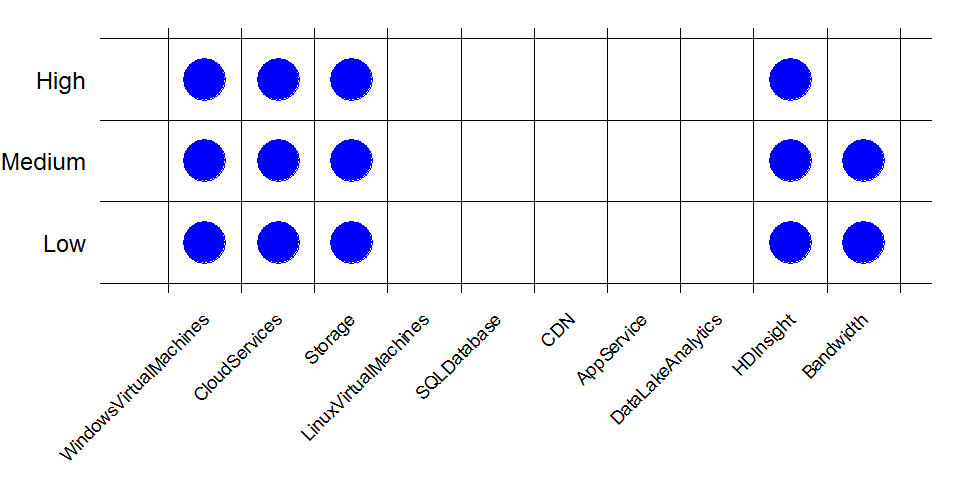 High
Medium
Low
WindowsVirtualMachines
CloudServices
Storage
LinuxVirtualMachines
SQLDatabase
CDN
AppService
DataLakeAnalytics
HDInsight
Bandwidth